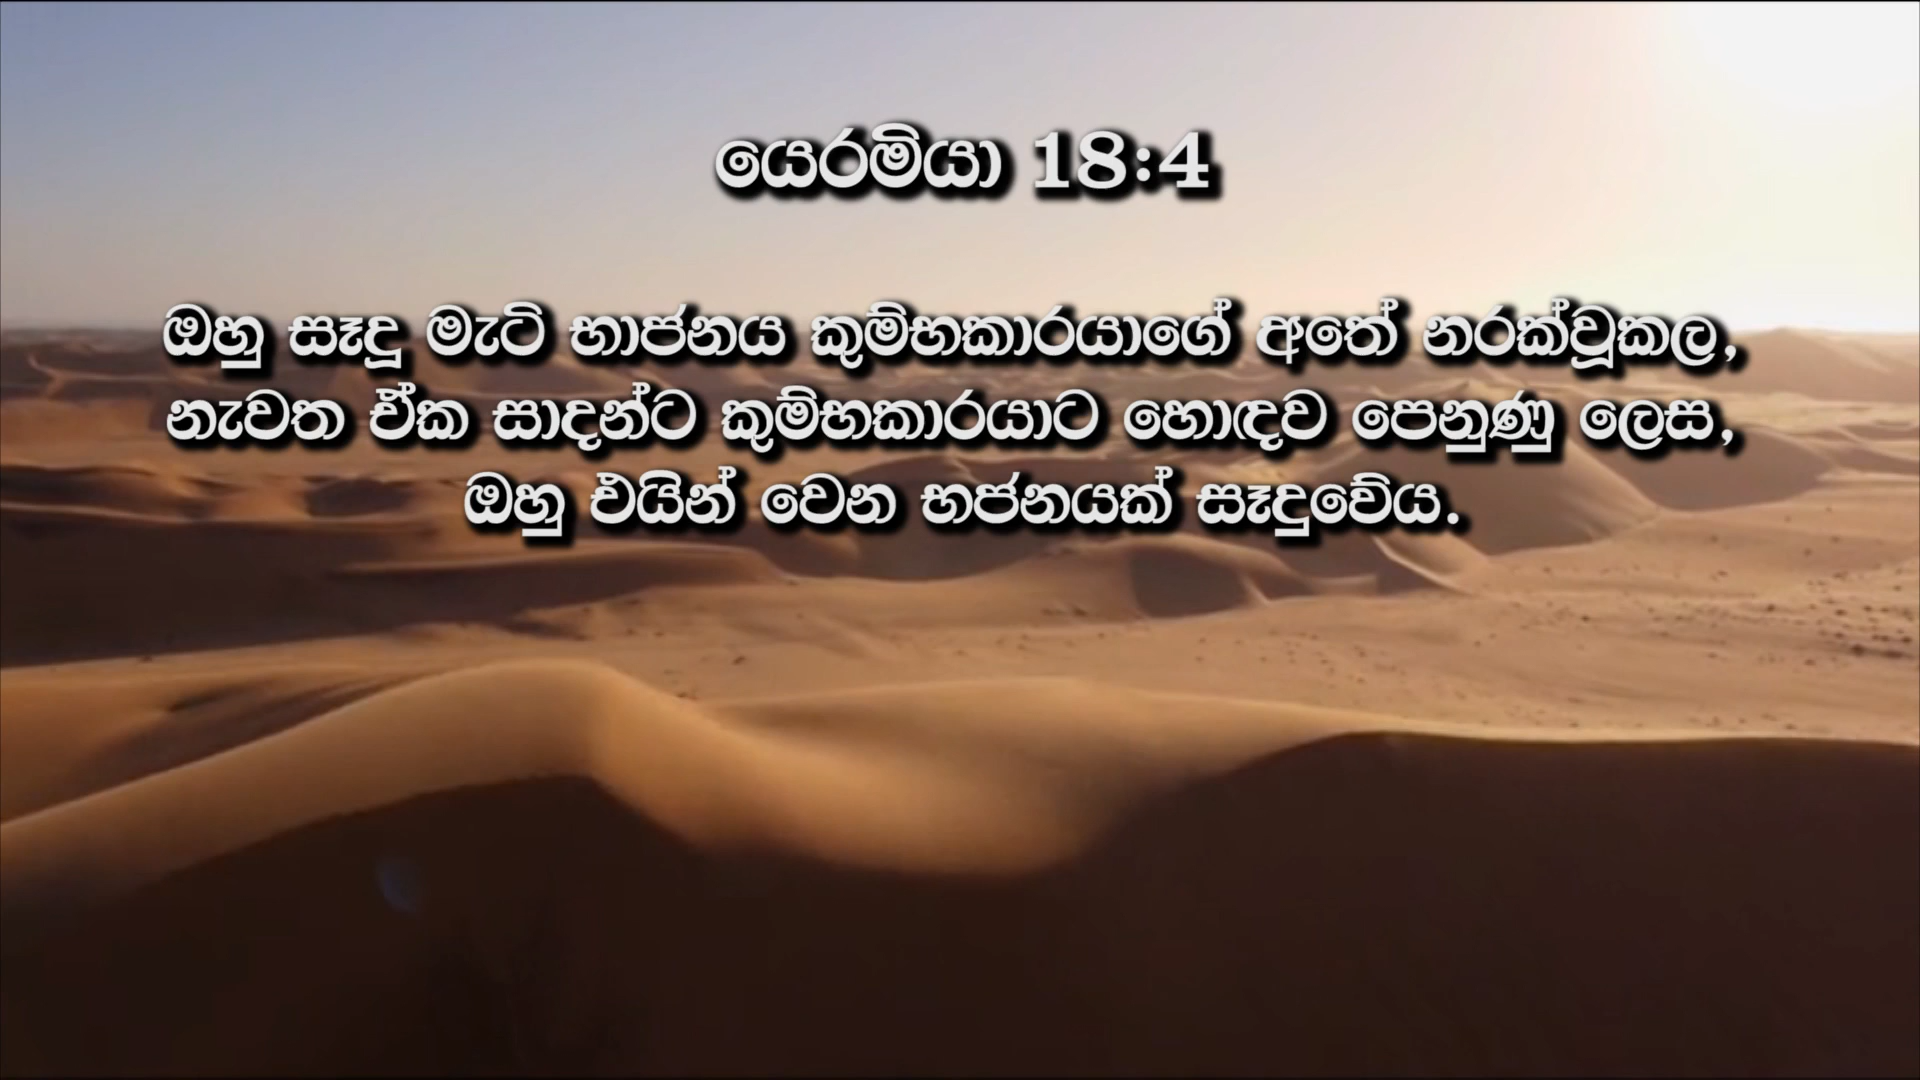 යෙරමියා 18:4
ඔහු සෑදූ මැටි භාජනය කුම්භකාරයාගේ අතේ නරක්වූකල,
නැවත ඒක සාදන්ට කුම්භකාරයාට හොඳව පෙනුණු ලෙස,
ඔහු එයින් වෙන භජනයක් සෑදුවේය.